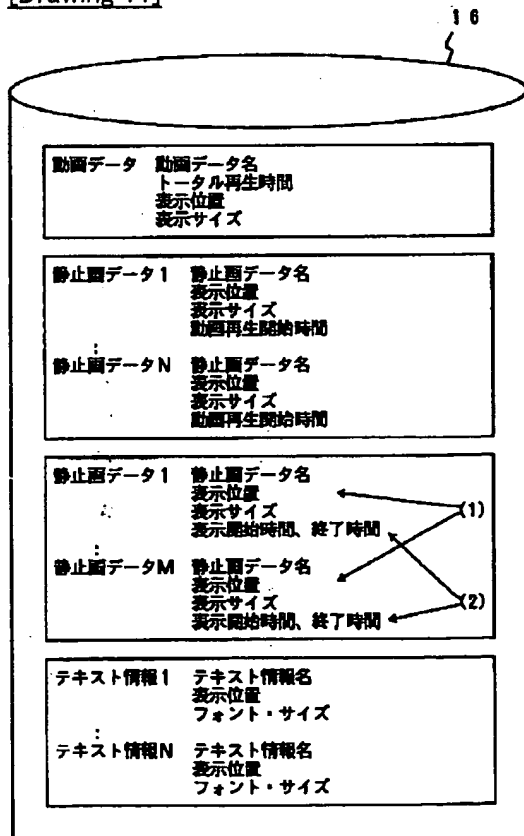 [Drawing 11]
16
動画データ 動画データ名
トータル再生時間
表示位置
表示サイズ
静止画データ1 静止画データ名
表示位置
表示サイズ
動画再生開始時間
:
静止画データN 静止画データ名
表示位置
表示サイズ
動画再生開始時間
静止画データ1 静止画データ名
表示位置
表示サイズ (1)
表示開始時間、終了時間
:
静止画データM 静止画データ名
表示位置
表示サイズ (2)
表示開始時間、終了時間
テキスト情報1 テキスト情報名
表示位置
フォント・サイズ
:
テキスト情報N テキスト情報名
表示位置
フォント・サイズ